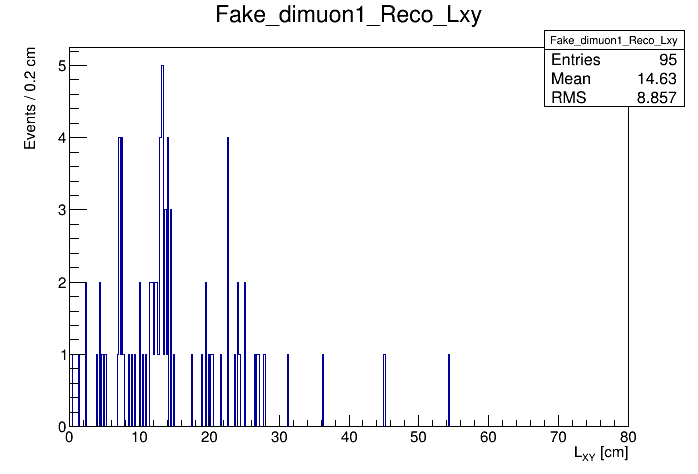 Fake_dimuon1_Reco_Lxy
Fake_dimuon1_Reco_Lxy
Entries 95
Mean 14.63
RMS 8.857
Events / 0.2 cm
5
4
3
2
1
0
0 10 20 30 40 50 60 70 80
L_XY [cm]